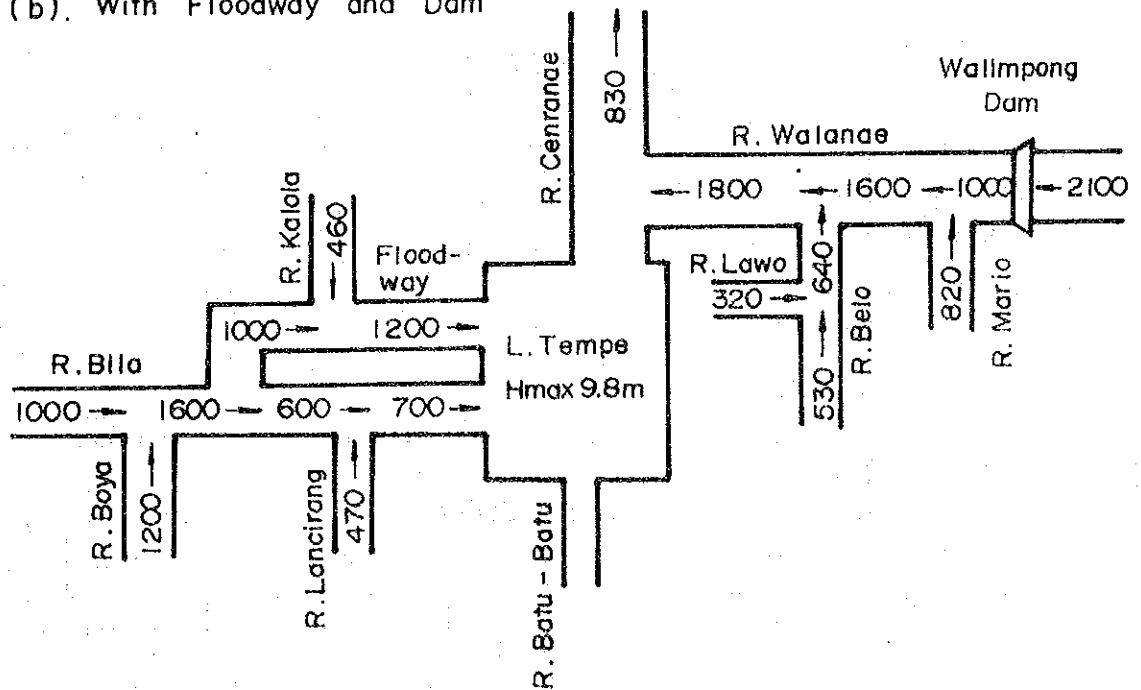 (b). With Floodway and Dam
R. Cenranae
830
Walimpong
Dam
R. Walanae
1800
1600
1000
2100
R. Kalola
460
Flood-
way
R. Lawo
320
640
R. Belo
530
820
R. Mario
1000
1200
L. Tempe
Hmax 9.8m
R. Bila
1000
1600
600
700
R. Boya
1200
R. Lancirang
470
R. Batu - Batu